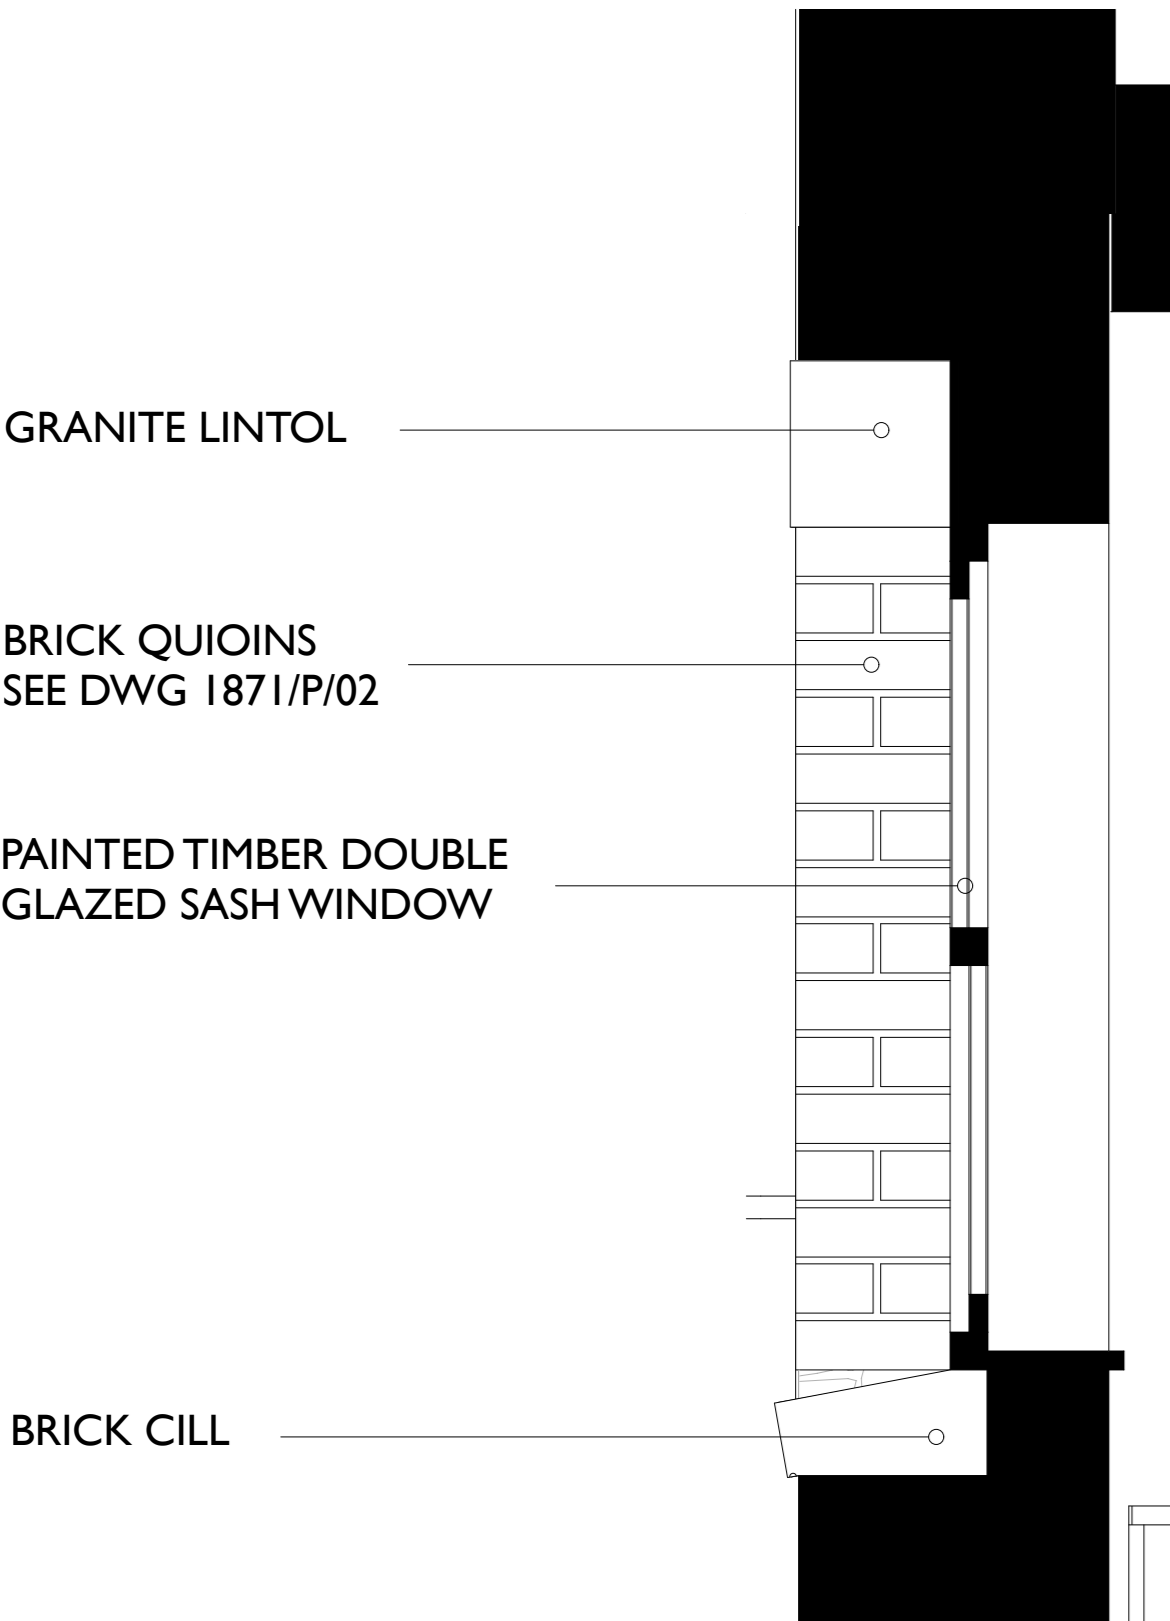 GRANITE LINTOL
BRICK QUIOINS
SEE DWG 1871/P/02
PAINTED TIMBER DOUBLE
GLAZED SASH WINDOW
BRICK CILL